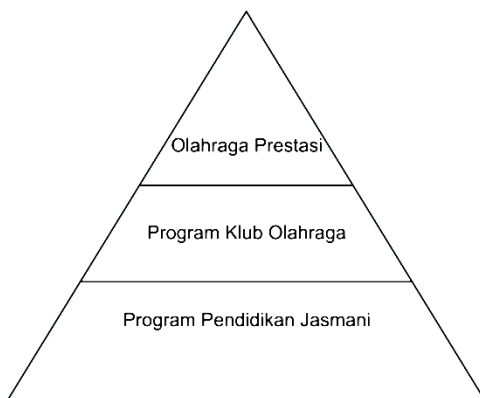 Olahraga Prestasi
Program Klub Olahraga
Program Pendidikan Jasmani